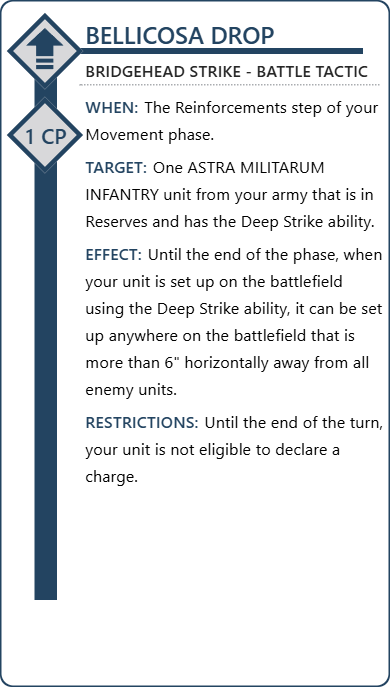 BELLICOSA DROP
BRIDGEHEAD STRIKE - BATTLE TACTIC
1 CP
WHEN: The Reinforcements step of your
Movement phase.
TARGET: One ASTRA MILITARUM
INFANTRY unit from your army that is in
Reserves and has the Deep Strike ability.
EFFECT: Until the end of the phase, when
your unit is set up on the battlefield
using the Deep Strike ability, it can be set
up anywhere on the battlefield that is
more than 6" horizontally away from all
enemy units.
RESTRICTIONS: Until the end of the turn,
your unit is not eligible to declare a
charge.